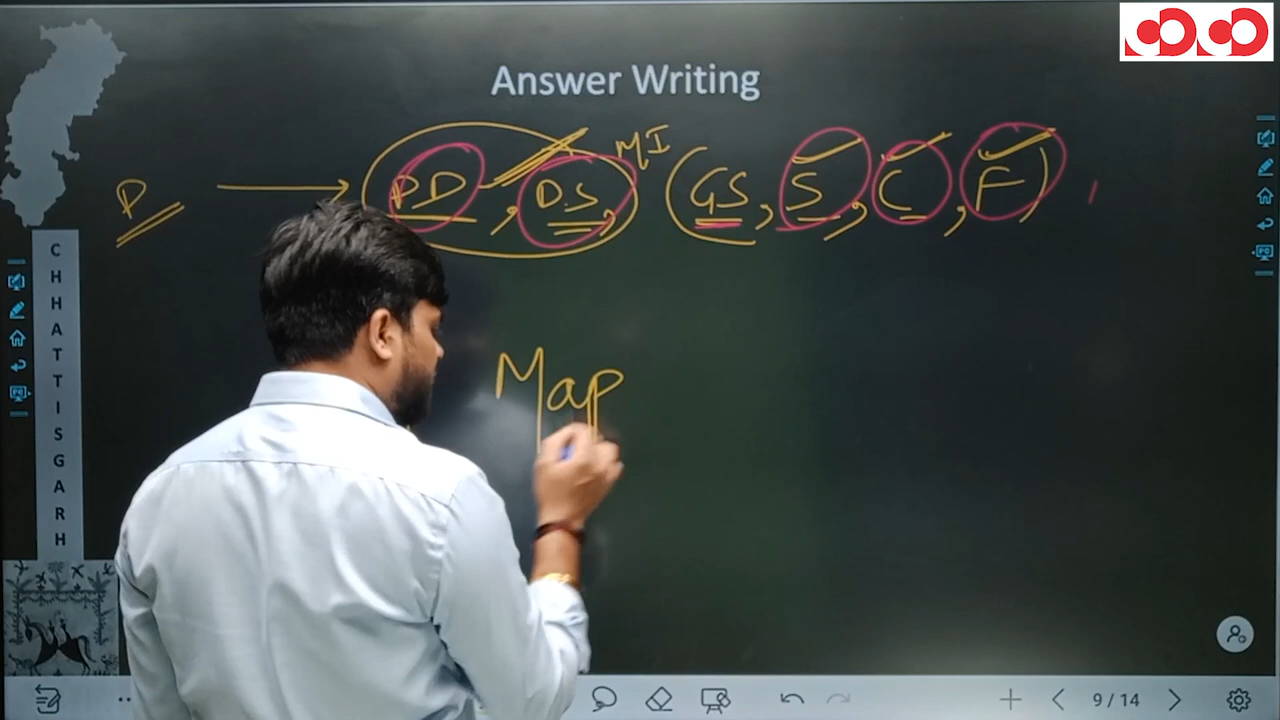 Answer Writing
P → PD, D.S, MI (GS, S, C, F)
Map
CHHATTISGARH
9 / 14